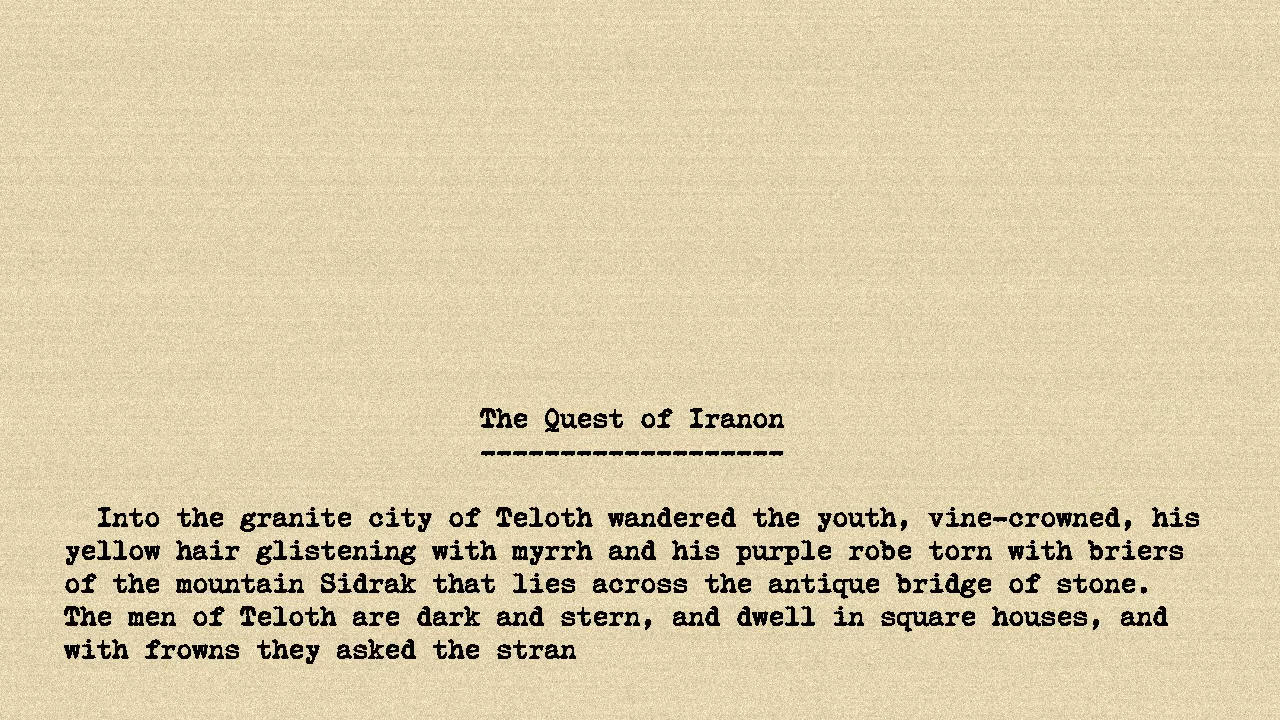 The Quest of Iranon
-------------------
Into the granite city of Teloth wandered the youth, vine-crowned, his
yellow hair glistening with myrrh and his purple robe torn with briers
of the mountain Sidrak that lies across the antique bridge of stone.
The men of Teloth are dark and stern, and dwell in square houses, and
with frowns they asked the stran